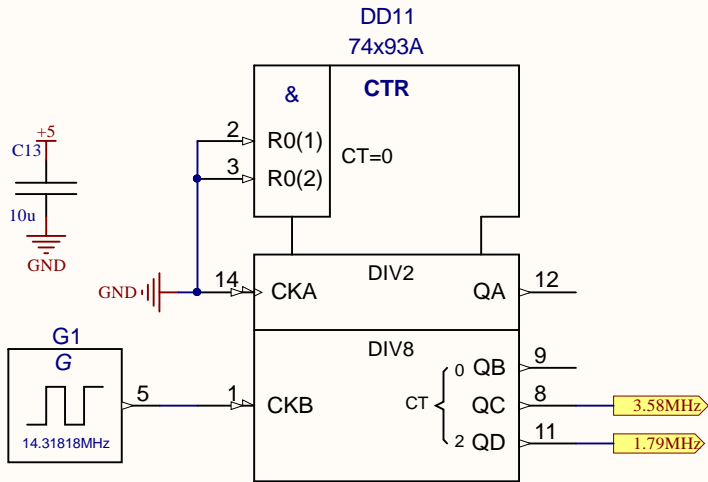 DD11
74x93A
& CTR
2 R0(1)
CT=0
3 R0(2)
+5
C13
10u
GND
GND 14 CKA DIV2 QA 12
DIV8
G1
G
14.31818MHz
5 1 CKB
0 QB 9
CT QC 8 3.58MHz
2 QD 11 1.79MHz